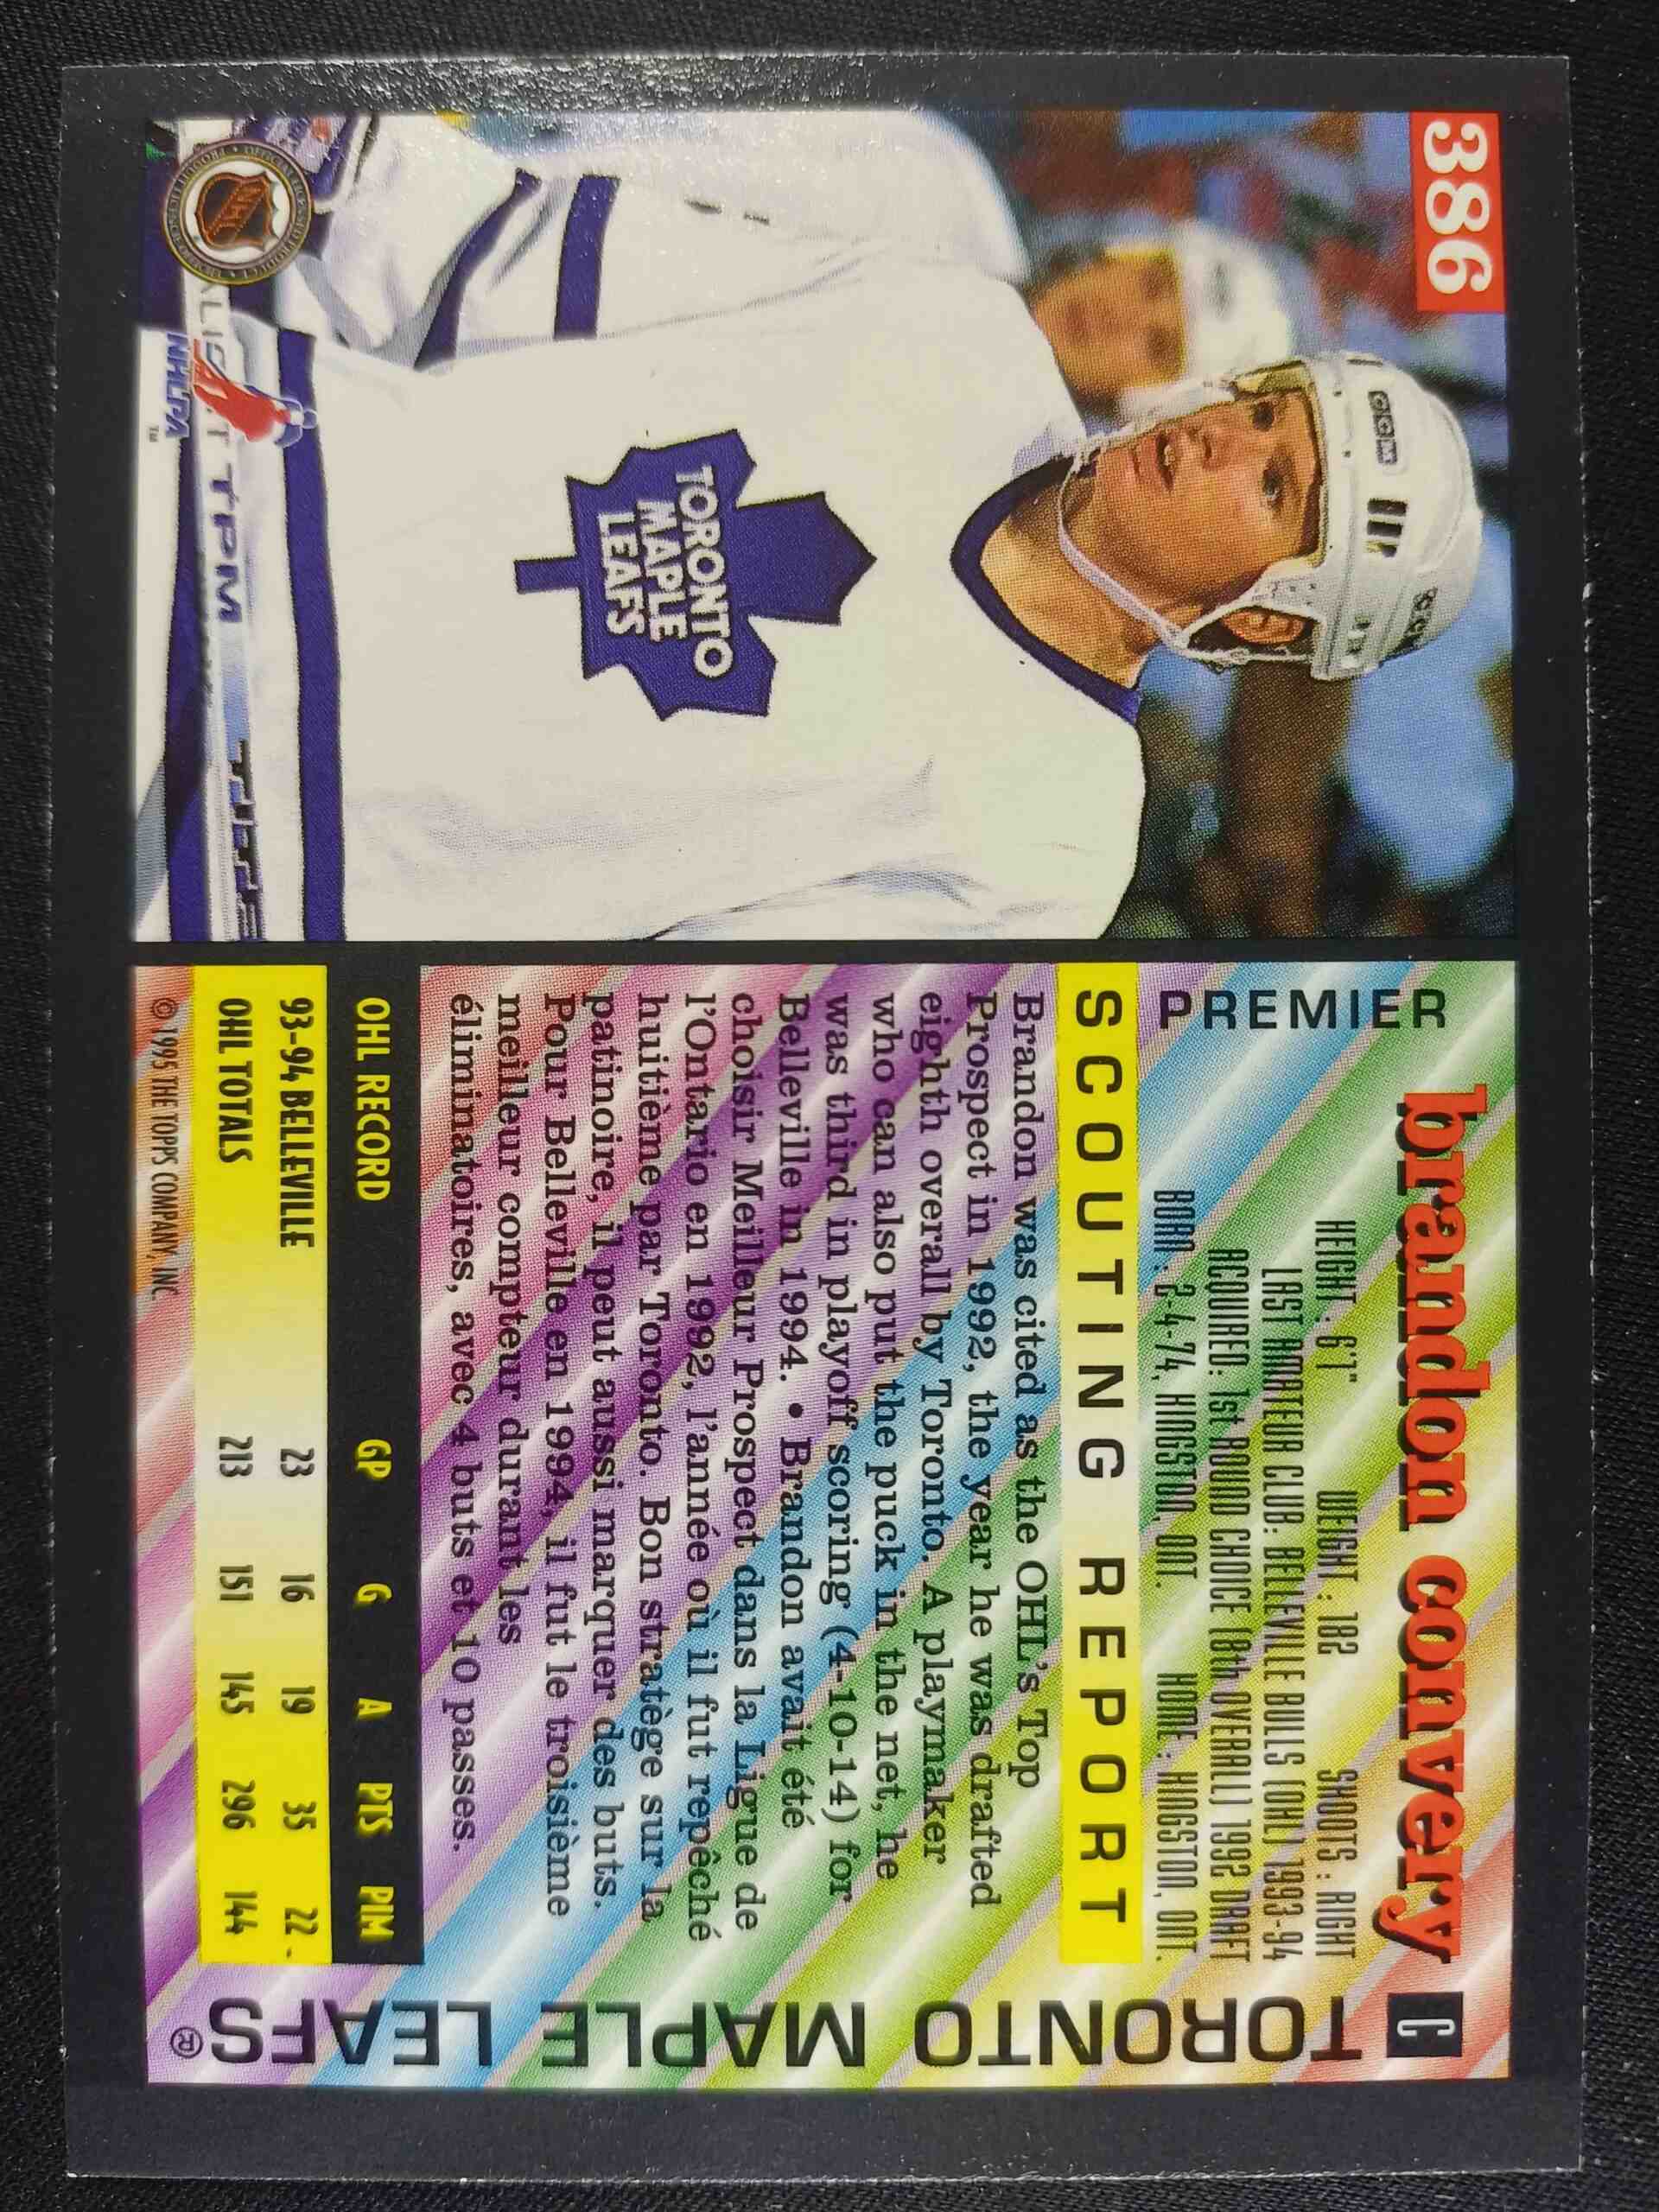 386
CCM
TORONTO
MAPLE
LEAFS
NHL
NHLPA
TM
PREMIER
brandon convery
C
HEIGHT : 6'1" WEIGHT : 182 SHOOTS : RIGHT
LAST AMATEUR CLUB: BELLEVILLE BULLS (OHL) 1993-94
ACQUIRED: 1st ROUND CHOICE (8th OVERALL) 1992 DRAFT
BORN : 2-4-74, KINGSTON, ONT. HOME : KINGSTON, ONT.
SCOUTING REPORT
Brandon was cited as the OHL's Top
Prospect in 1992, the year he was drafted
eighth overall by Toronto. A playmaker
who can also put the puck in the net, he
was third in playoff scoring (4-10-14) for
Belleville in 1994. • Brandon avait été
choisir Meilleur Prospect dans la Ligue de
l'Ontario en 1992, l'année où il fut repêché
huitième par Toronto. Bon stratège sur la
patinoire, il peut aussi marquer des buts.
Pour Belleville en 1994, il fut le troisième
meilleur compteur durant les
éliminatoires, avec 4 buts et 10 passes.
OHL RECORD GP G A PTS PIM
93-94 BELLEVILLE 23 16 19 35 22
OHL TOTALS 213 151 145 296 144
© 1995 THE TOPPS COMPANY, INC.
TORONTO MAPLE LEAFS®